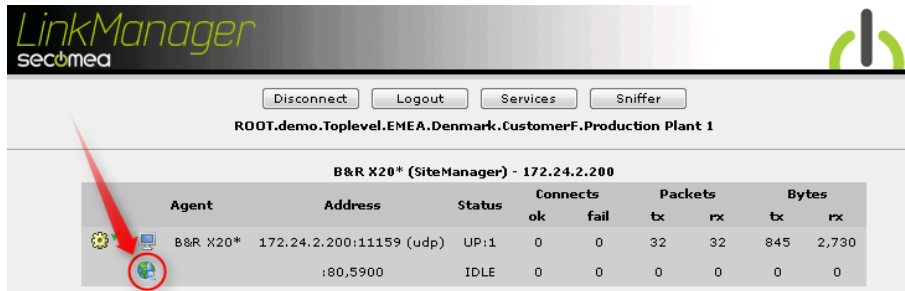 LinkManager
secomea
Disconnect Logout Services Sniffer
ROOT.demo.Toplevel.EMEA.Denmark.CustomerF.Production Plant 1
B&R X20* (SiteManager) - 172.24.2.200
Agent Address Status Connects Packets Bytes
ok fail tx rx tx rx
B&R X20* 172.24.2.200:11159 (udp) UP:1 0 0 32 32 845 2,730
:80,5900 IDLE 0 0 0 0 0 0